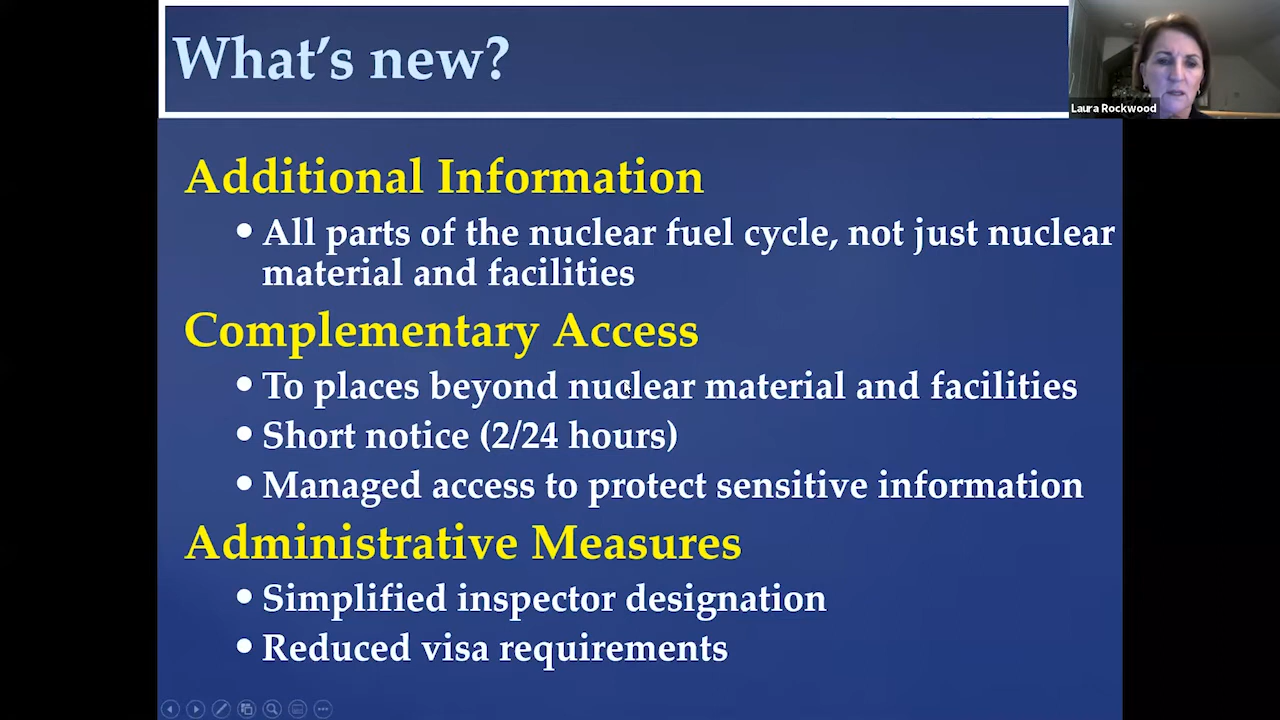 What's new?
Laura Rockwood
Additional Information
• All parts of the nuclear fuel cycle, not just nuclear
material and facilities
Complementary Access
• To places beyond nuclear material and facilities
• Short notice (2/24 hours)
• Managed access to protect sensitive information
Administrative Measures
• Simplified inspector designation
• Reduced visa requirements